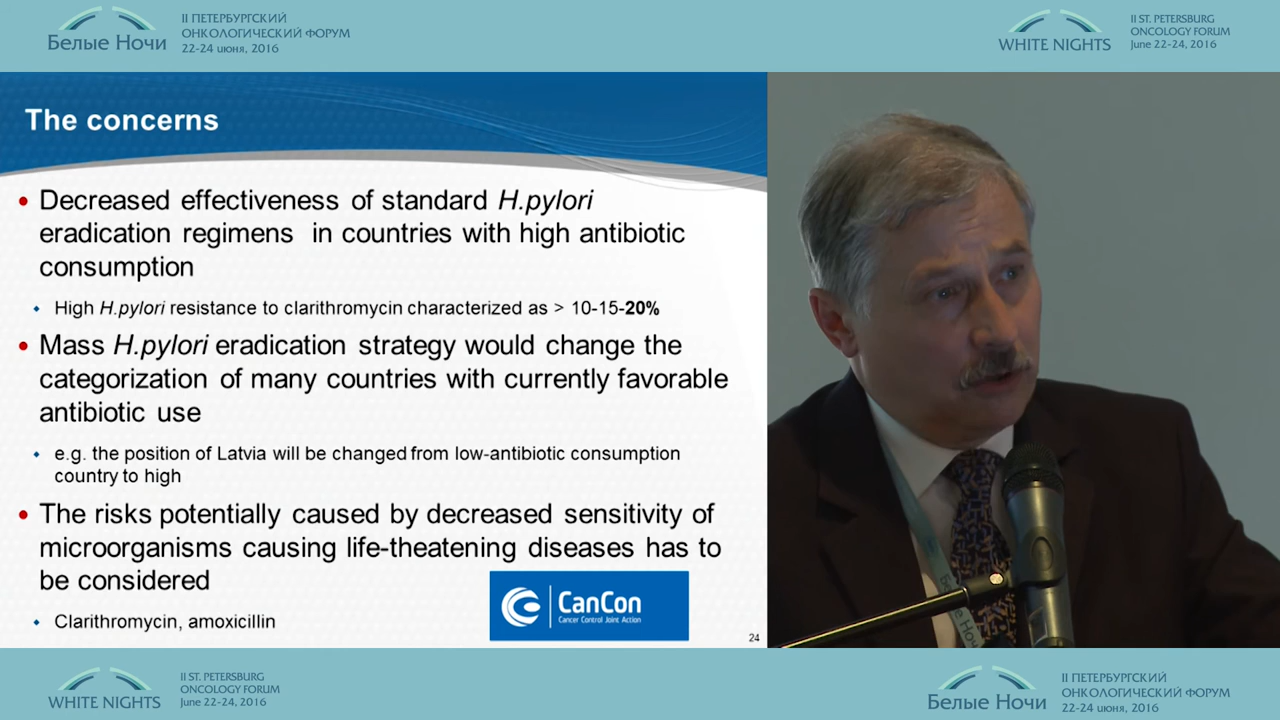 Белые Ночи
II ПЕТЕРБУРГСКИЙ
ОНКОЛОГИЧЕСКИЙ ФОРУМ
22-24 июня, 2016
WHITE NIGHTS
II ST. PETERSBURG
ONCOLOGY FORUM
June 22-24, 2016
The concerns
• Decreased effectiveness of standard H.pylori
eradication regimens in countries with high antibiotic
consumption
High H.pylori resistance to clarithromycin characterized as > 10-15-20%
• Mass H.pylori eradication strategy would change the
categorization of many countries with currently favorable
antibiotic use
e.g. the position of Latvia will be changed from low-antibiotic consumption
country to high
• The risks potentially caused by decreased sensitivity of
microorganisms causing life-theatening diseases has to
be considered
Clarithromycin, amoxicillin
CanCon
Cancer Control Joint Action
24
Белые Ночи
WHITE NIGHTS
II ST. PETERSBURG
ONCOLOGY FORUM
June 22-24, 2016
Белые Ночи
II ПЕТЕРБУРГСКИЙ
ОНКОЛОГИЧЕСКИЙ ФОРУМ
22-24 июня, 2016